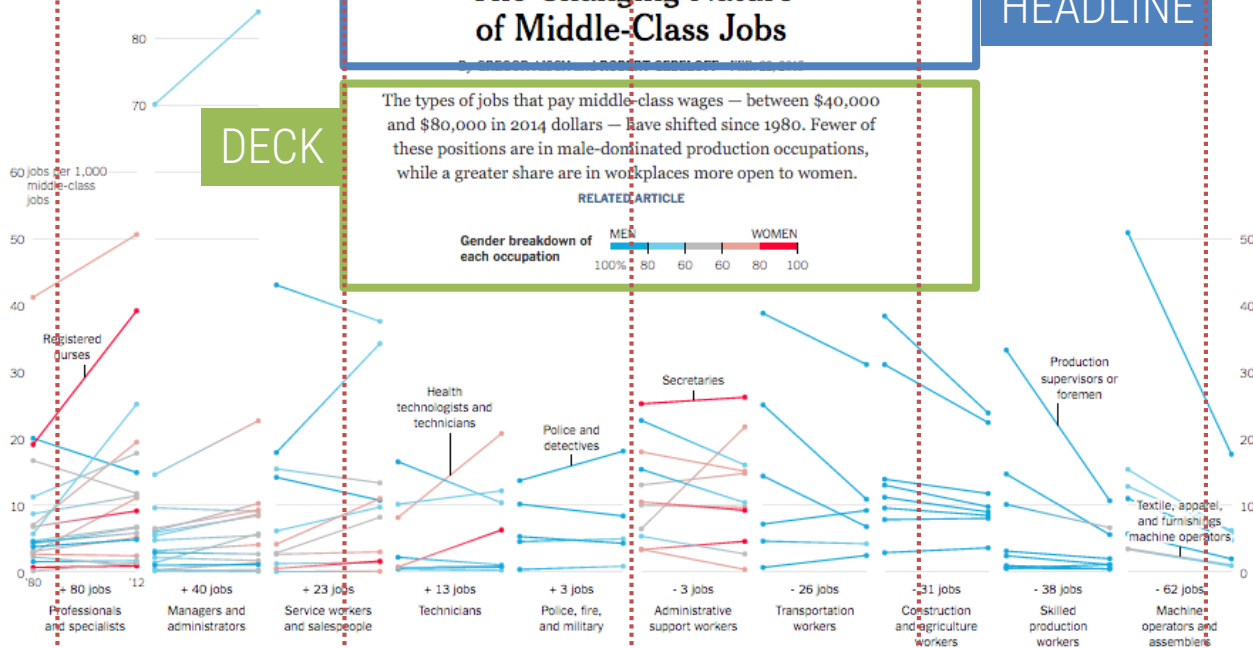 The Changing Nature
of Middle-Class Jobs
HEADLINE
The types of jobs that pay middle-class wages — between $40,000
and $80,000 in 2014 dollars — have shifted since 1980. Fewer of
these positions are in male-dominated production occupations,
while a greater share are in workplaces more open to women.
RELATED ARTICLE
DECK
Gender breakdown of
each occupation
MEN
WOMEN
100% 80 60 60 80 100
80
70
60 jobs per 1,000
middle-class
jobs
50
40
30
20
10
0
50
40
30
20
10
0
Registered
nurses
Health
technologists and
technicians
Police and
detectives
Secretaries
Production
supervisors or
foremen
Textile, apparel,
and furnishings
machine operators
'80
'12
+ 80 jobs
Professionals
and specialists
+ 40 jobs
Managers and
administrators
+ 23 jobs
Service workers
and salespeople
+ 13 jobs
Technicians
+ 3 jobs
Police, fire,
and military
- 3 jobs
Administrative
support workers
- 26 jobs
Transportation
workers
-31 jobs
Construction
and agriculture
workers
- 38 jobs
Skilled
production
workers
- 62 jobs
Machine
operators and
assemblers